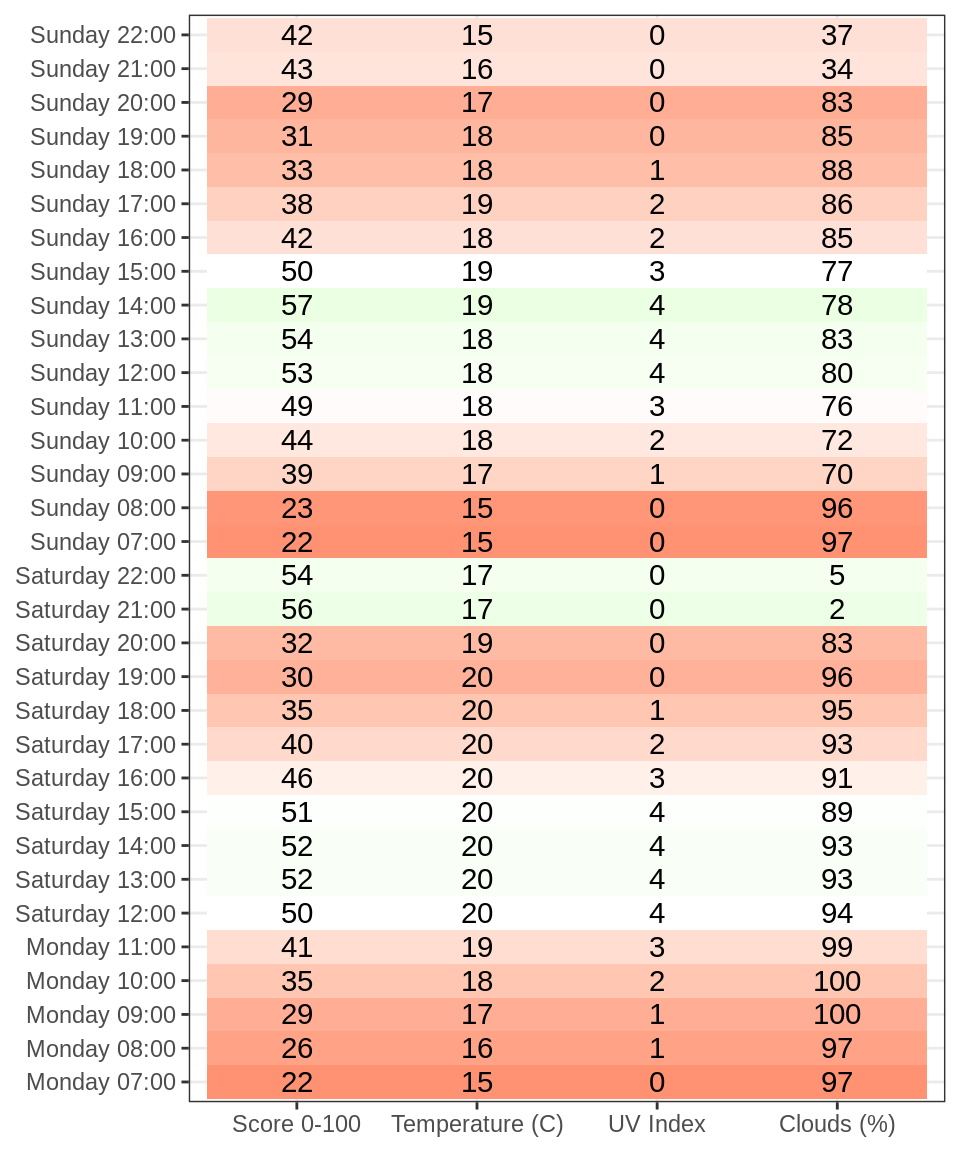 Sunday 22:00 42 15 0 37
Sunday 21:00 43 16 0 34
Sunday 20:00 29 17 0 83
Sunday 19:00 31 18 0 85
Sunday 18:00 33 18 1 88
Sunday 17:00 38 19 2 86
Sunday 16:00 42 18 2 85
Sunday 15:00 50 19 3 77
Sunday 14:00 57 19 4 78
Sunday 13:00 54 18 4 83
Sunday 12:00 53 18 4 80
Sunday 11:00 49 18 3 76
Sunday 10:00 44 18 2 72
Sunday 09:00 39 17 1 70
Sunday 08:00 23 15 0 96
Sunday 07:00 22 15 0 97
Saturday 22:00 54 17 0 5
Saturday 21:00 56 17 0 2
Saturday 20:00 32 19 0 83
Saturday 19:00 30 20 0 96
Saturday 18:00 35 20 1 95
Saturday 17:00 40 20 2 93
Saturday 16:00 46 20 3 91
Saturday 15:00 51 20 4 89
Saturday 14:00 52 20 4 93
Saturday 13:00 52 20 4 93
Saturday 12:00 50 20 4 94
Monday 11:00 41 19 3 99
Monday 10:00 35 18 2 100
Monday 09:00 29 17 1 100
Monday 08:00 26 16 1 97
Monday 07:00 22 15 0 97
Score 0-100 Temperature (C) UV Index Clouds (%)